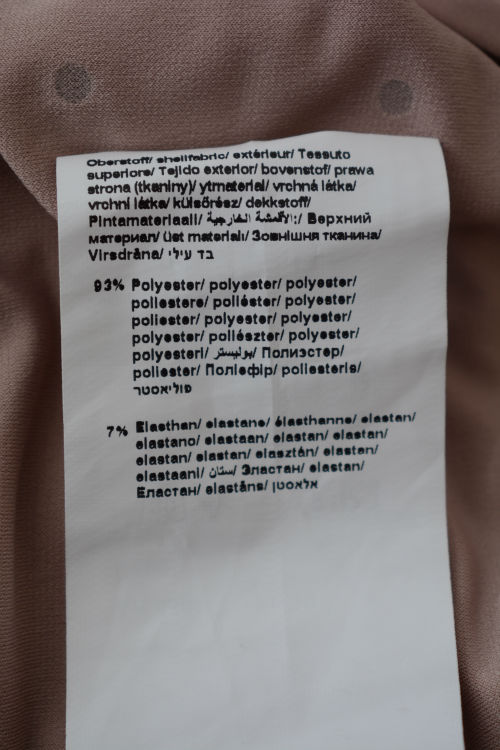 Oberstoff/ shellfabric/ extérieur/ Tessuto
superiore/ Tejido exterior/ bovenstof/ prawa
strona (tkaniny)/ ytmaterial/ vrchná látka/
vrchní látka/ külsőrész/ dekkstoff/
Pintamateriaali/ الأقمشة الخارجية:/ Верхний
материал/ üst materialı/ Зовнішня тканина/
Virsdrāna/ בד עילי
93% Polyester/ polyester/ polyester/
poliestere/ poliéster/ polyester/
poliester/ polyester/ polyester/
polyester/ poliészter/ polyester/
polyesteri/ بوليستر/ Полиэстер/
poliester/ Поліефір/ poliesteris/
פוליאסטר
7% Elasthan/ elastane/ élasthanne/ elastan/
elastano/ elastaan/ elastan/ elastan/
elastan/ elastan/ elasztán/ elasten/
elastaani/ ستان/ Эластан/ elastan/
Еластан/ elastāns/ אלאסטן